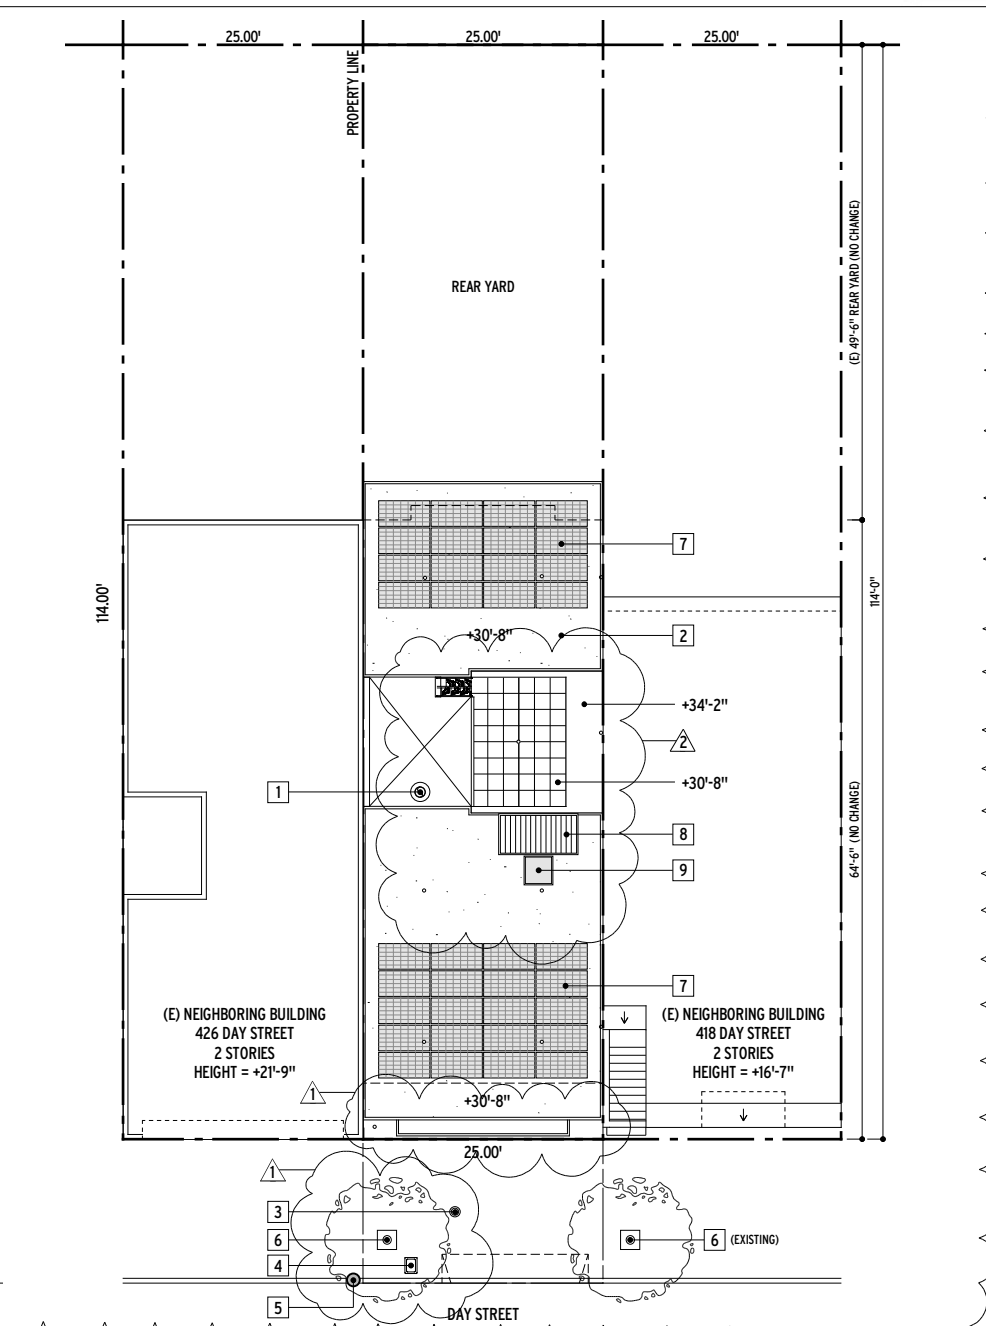 25.00'
25.00'
25.00'
PROPERTY LINE
REAR YARD
(E) 49'-6" REAR YARD (NO CHANGE)
114.00'
114'-0"
7
+30'-8"
2
+34'-2"
2
+30'-8"
1
8
9
64'-6" (NO CHANGE)
7
(E) NEIGHBORING BUILDING
426 DAY STREET
2 STORIES
HEIGHT = +21'-9"
(E) NEIGHBORING BUILDING
418 DAY STREET
2 STORIES
HEIGHT = +16'-7"
1
+30'-8"
25.00'
1
3
6
6 (EXISTING)
4
5
DAY STREET